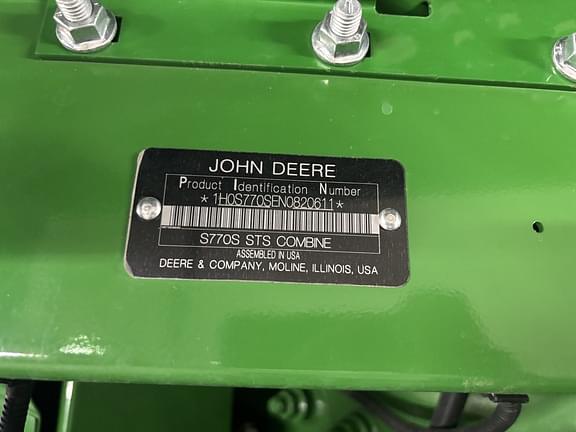 JOHN DEERE
Product Identification Number
*1H0S770SEN0820611*
S770S STS COMBINE
ASSEMBLED IN USA
DEERE & COMPANY, MOLINE, ILLINOIS, USA